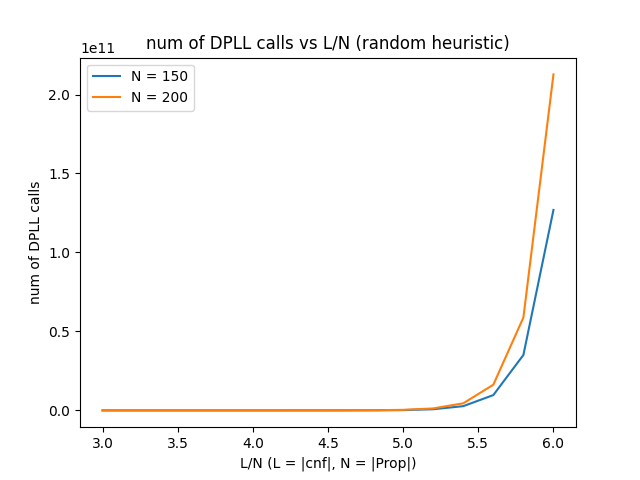 num of DPLL calls vs L/N (random heuristic)
1e11
N = 150
N = 200
2.0
1.5
1.0
0.5
0.0
num of DPLL calls
3.0 3.5 4.0 4.5 5.0 5.5 6.0
L/N (L = |cnf|, N = |Prop|)